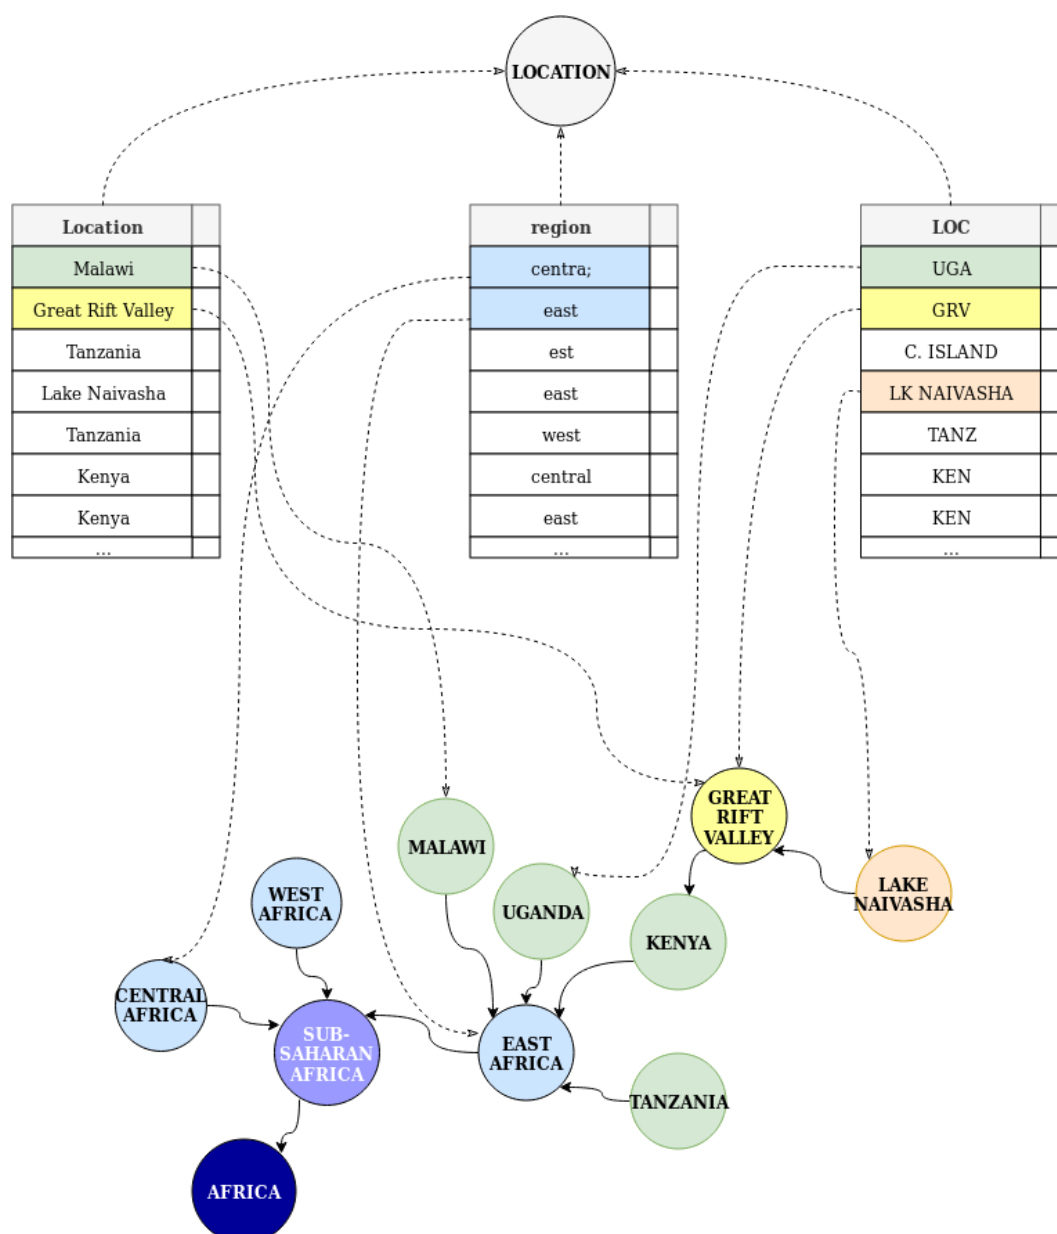 LOCATION
Location
Malawi
Great Rift Valley
Tanzania
Lake Naivasha
Tanzania
Kenya
Kenya
...
region
centra;
east
est
east
west
central
east
...
LOC
UGA
GRV
C. ISLAND
LK NAIVASHA
TANZ
KEN
KEN
...
GREAT
RIFT
VALLEY
MALAWI
LAKE
NAIVASHA
WEST
AFRICA
UGANDA
KENYA
CENTRAL
AFRICA
SUB-
SAHARAN
AFRICA
EAST
AFRICA
TANZANIA
AFRICA